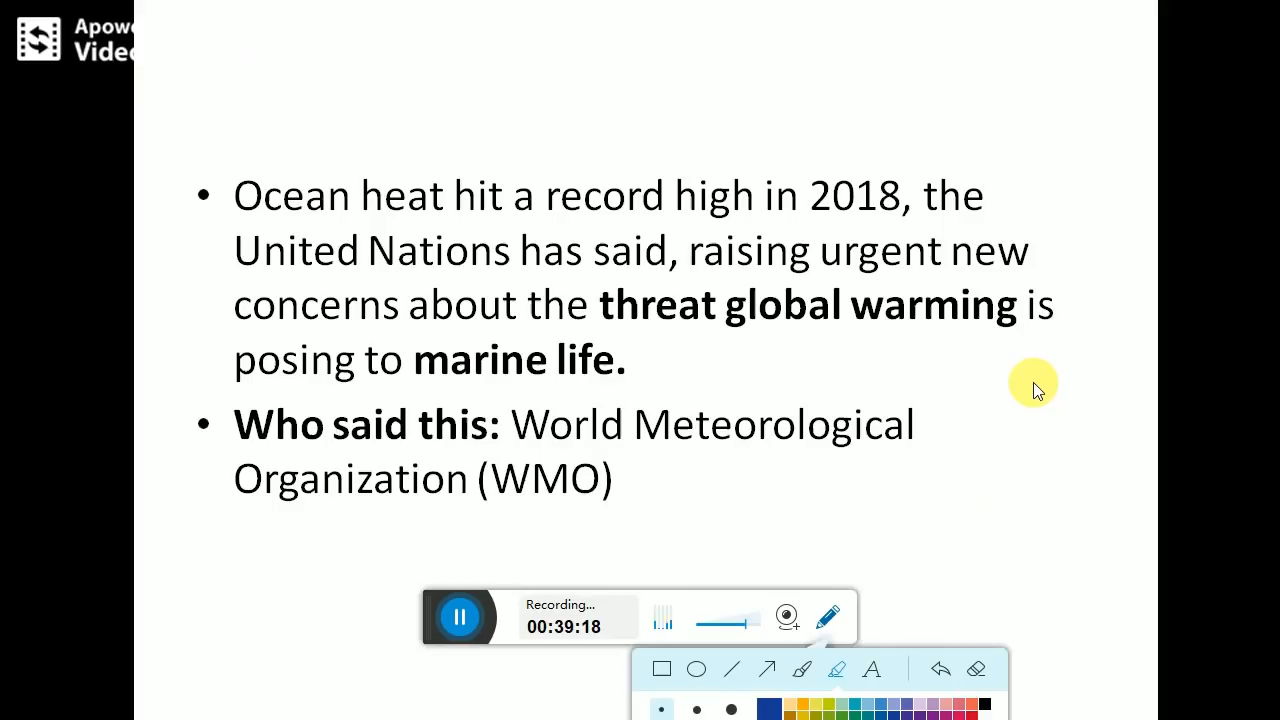 Video
• Ocean heat hit a record high in 2018, the
United Nations has said, raising urgent new
concerns about the threat global warming is
posing to marine life.
• Who said this: World Meteorological
Organization (WMO)
Recording...
00:39:18
A